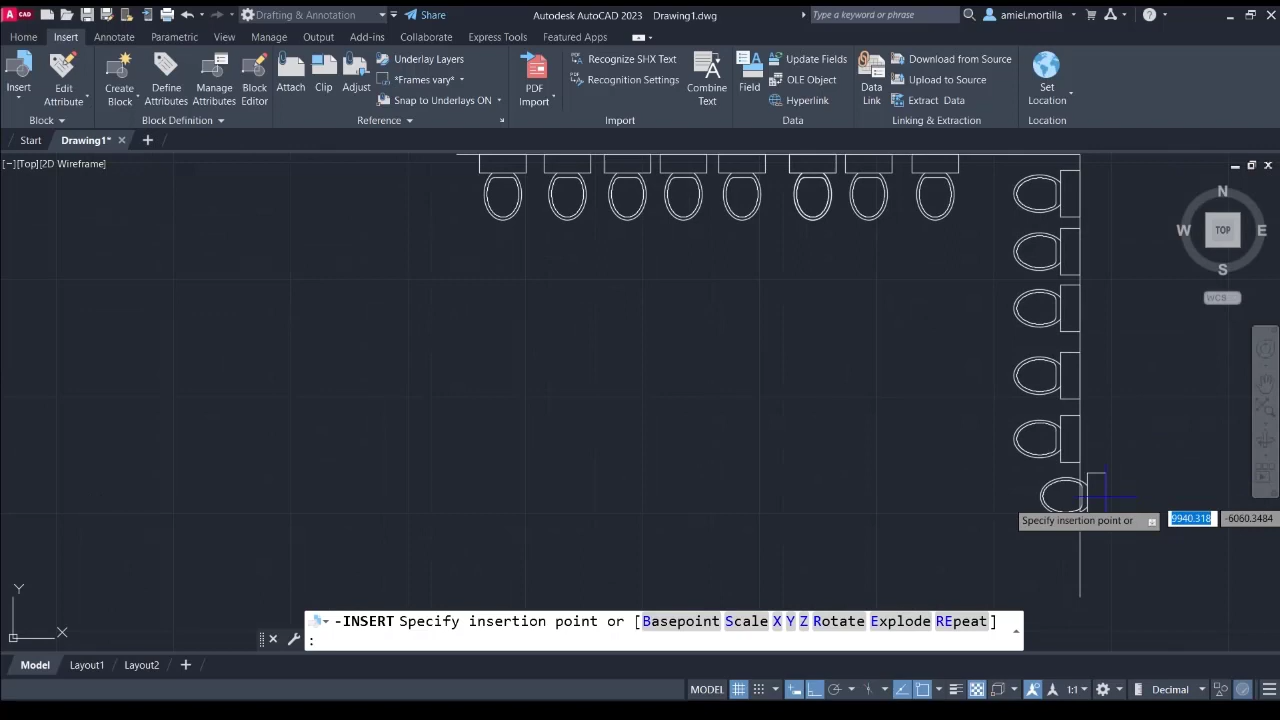 CAD
Drafting & Annotation
Share
Autodesk AutoCAD 2023 Drawing1.dwg
Type a keyword or phrase
amiel.mortilla
Home Insert Annotate Parametric View Manage Output Add-ins Collaborate Express Tools Featured Apps
Insert
Edit
Attribute
Create
Block
Define
Attributes
Manage
Attributes
Block
Editor
Attach
Clip
Adjust
Underlay Layers
*Frames vary*
Snap to Underlays ON
PDF
Import
Recognize SHX Text
Recognition Settings
Combine
Text
Field
Update Fields
OLE Object
Hyperlink
Data
Link
Download from Source
Upload to Source
Extract Data
Set
Location
Block Block Definition Reference Import Data Linking & Extraction Location
Start Drawing1*
[−][Top][2D Wireframe]
N
W TOP E
S
WCS
Specify insertion point or 9940.318 -6060.3484
Y
X
-INSERT Specify insertion point or [Basepoint Scale X Y Z Rotate Explode REpeat]
:
Model Layout1 Layout2
MODEL 1:1 Decimal